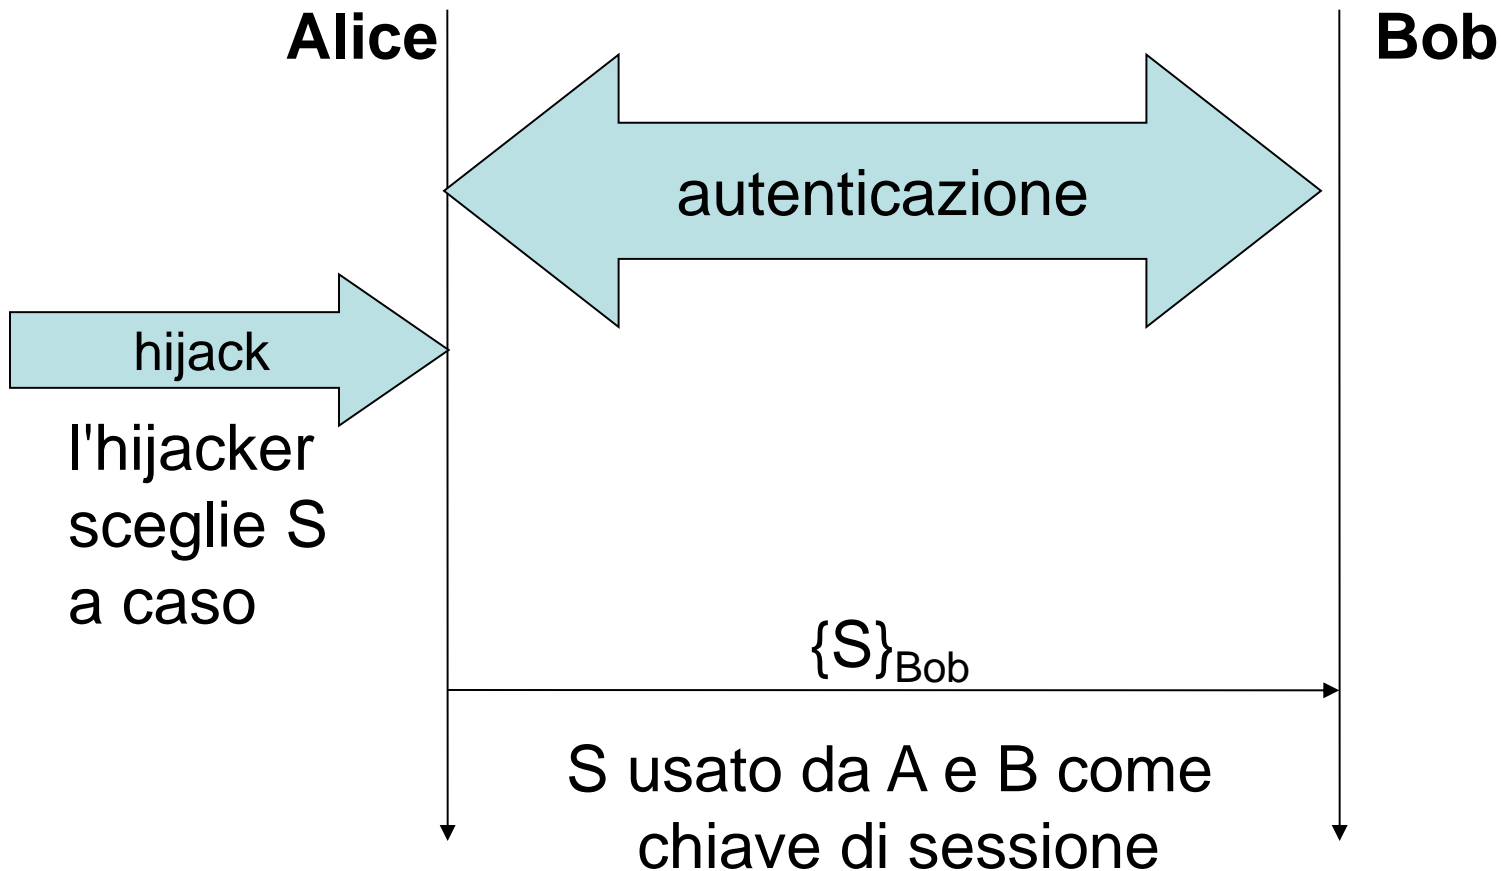 Alice
Bob
autenticazione
hijack
l'hijacker
sceglie S
a caso
{S}Bob
S usato da A e B come
chiave di sessione